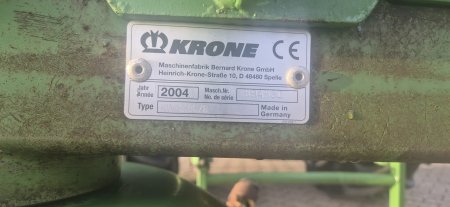 KRONE CE
Maschinenfabrik Bernard Krone GmbH
Heinrich-Krone-Straße 10, D 48480 Spelle
Jahr 2004 Masch.Nr.
Année No. de série
Type Made in
Germany